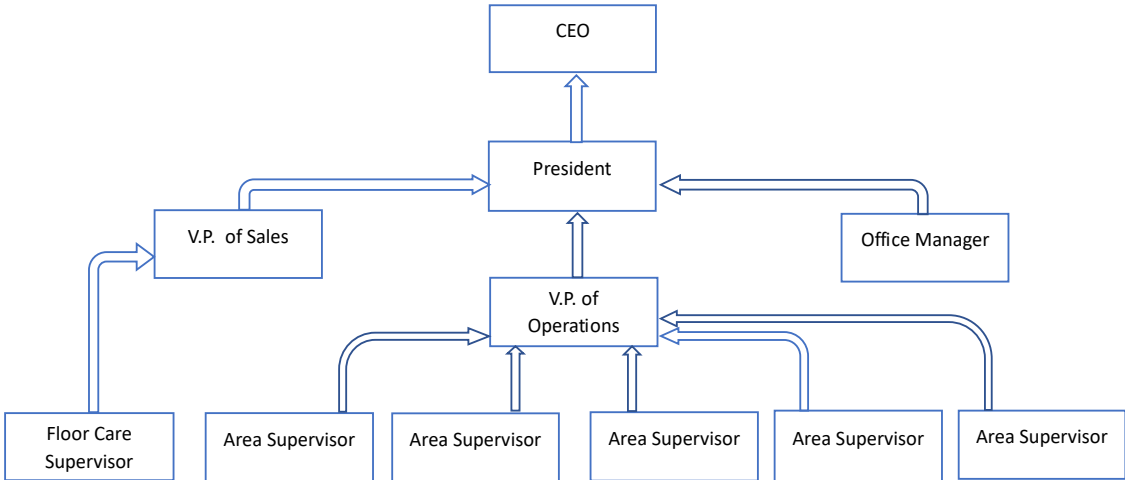 CEO
President
V.P. of Sales
Office Manager
V.P. of
Operations
Floor Care
Supervisor
Area Supervisor
Area Supervisor
Area Supervisor
Area Supervisor
Area Supervisor